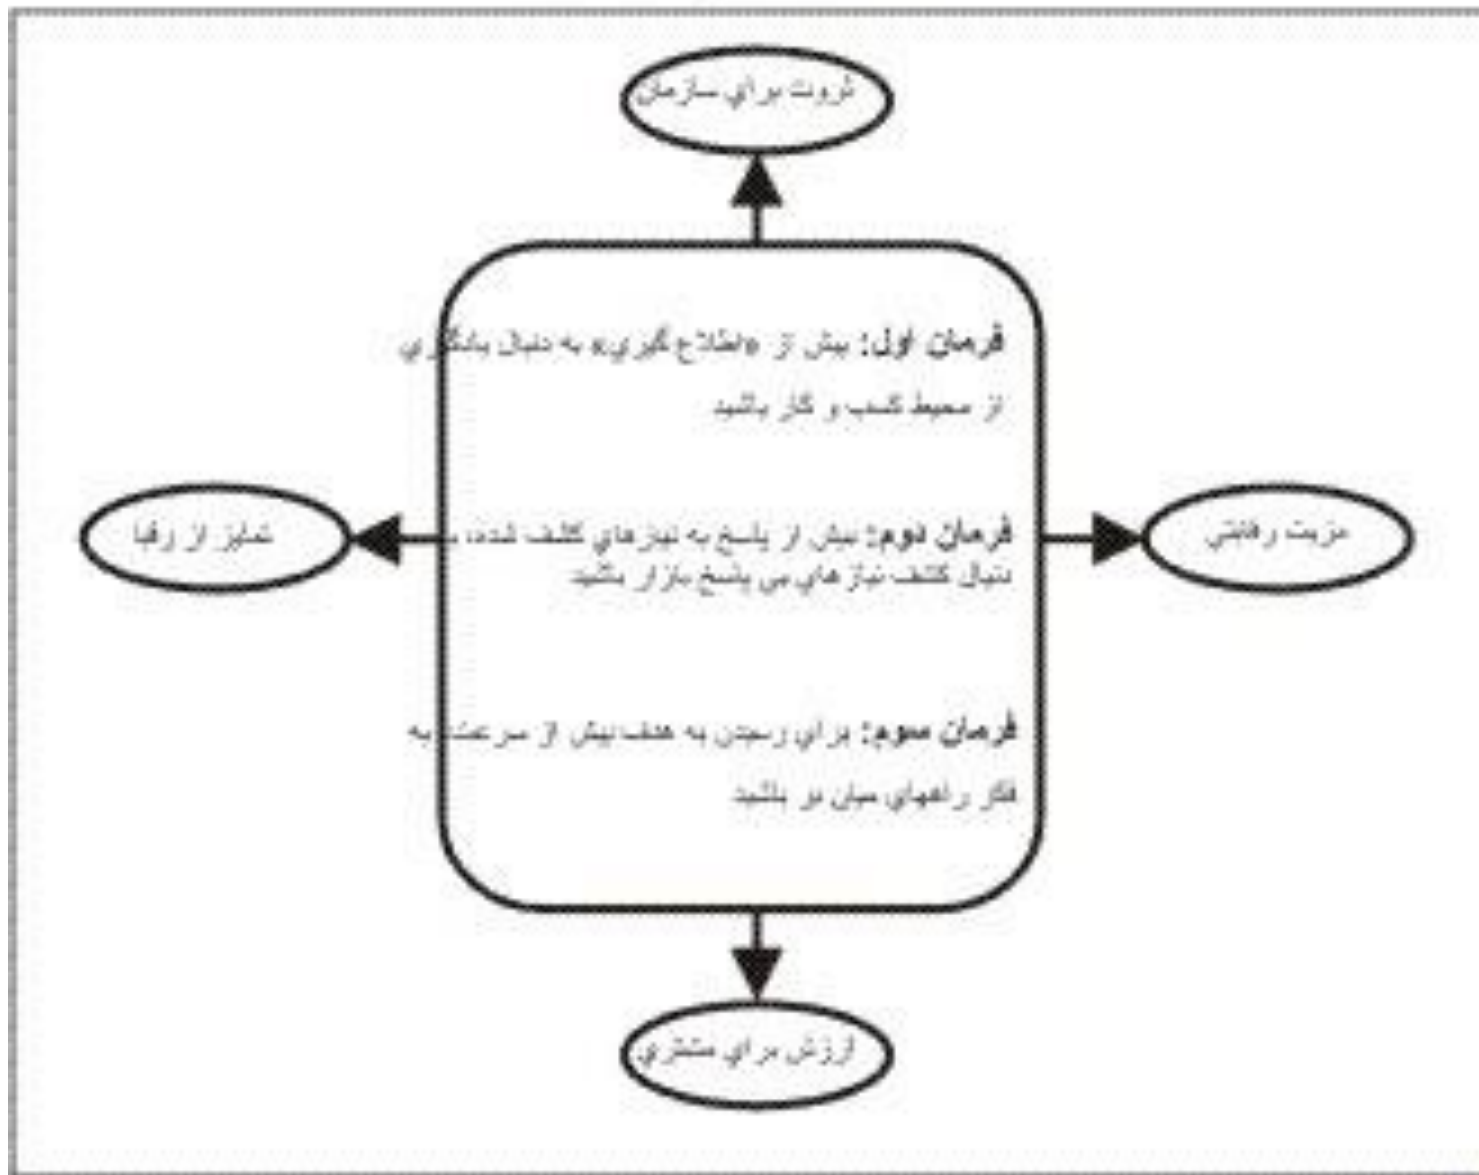 ثروت براي سازمان
فرمان اول: بيش از «اطلاع گيري» به دنبال يادگيري
از محيط كسب و كار باشيد
تمايز از رقبا
فرمان دوم: بيش از پاسخ به نيازهاي كشف شده، ب
دنبال كشف نيازهاي بي پاسخ بازار باشيد
مزيت رقابتي
فرمان سوم: براي رسيدن به هدف بيش از سرعت، به
فكر راههاي ميان بر باشيد
ارزش براي مشتري